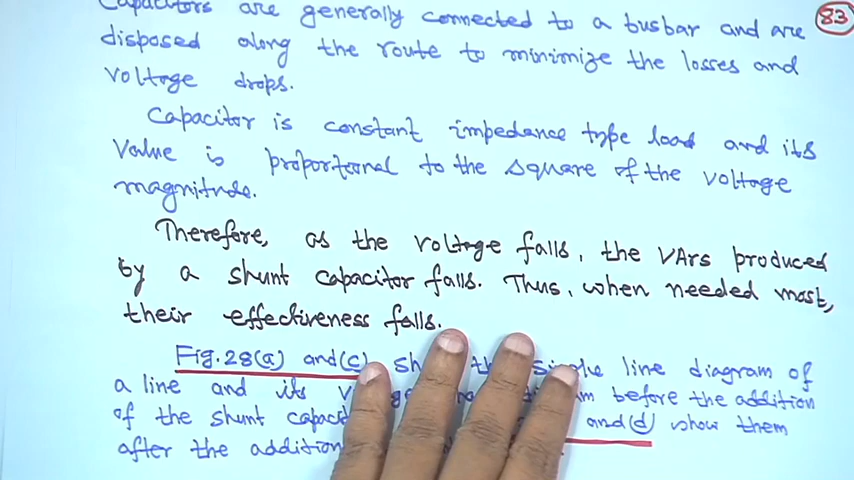 83
Capacitors are generally connected to a busbar and are
disposed along the route to minimize the losses and
voltage drops.
Capacitor is constant impedance type load and its
value is proportional to the square of the voltage
magnitude.
Therefore, as the voltage falls, the VArs produced
by a shunt capacitor falls. Thus, when needed most,
their effectiveness falls.
Fig.28(a) and(c) single line diagram of
a line and its before the addition
of the shunt and(d) show them
after the addition